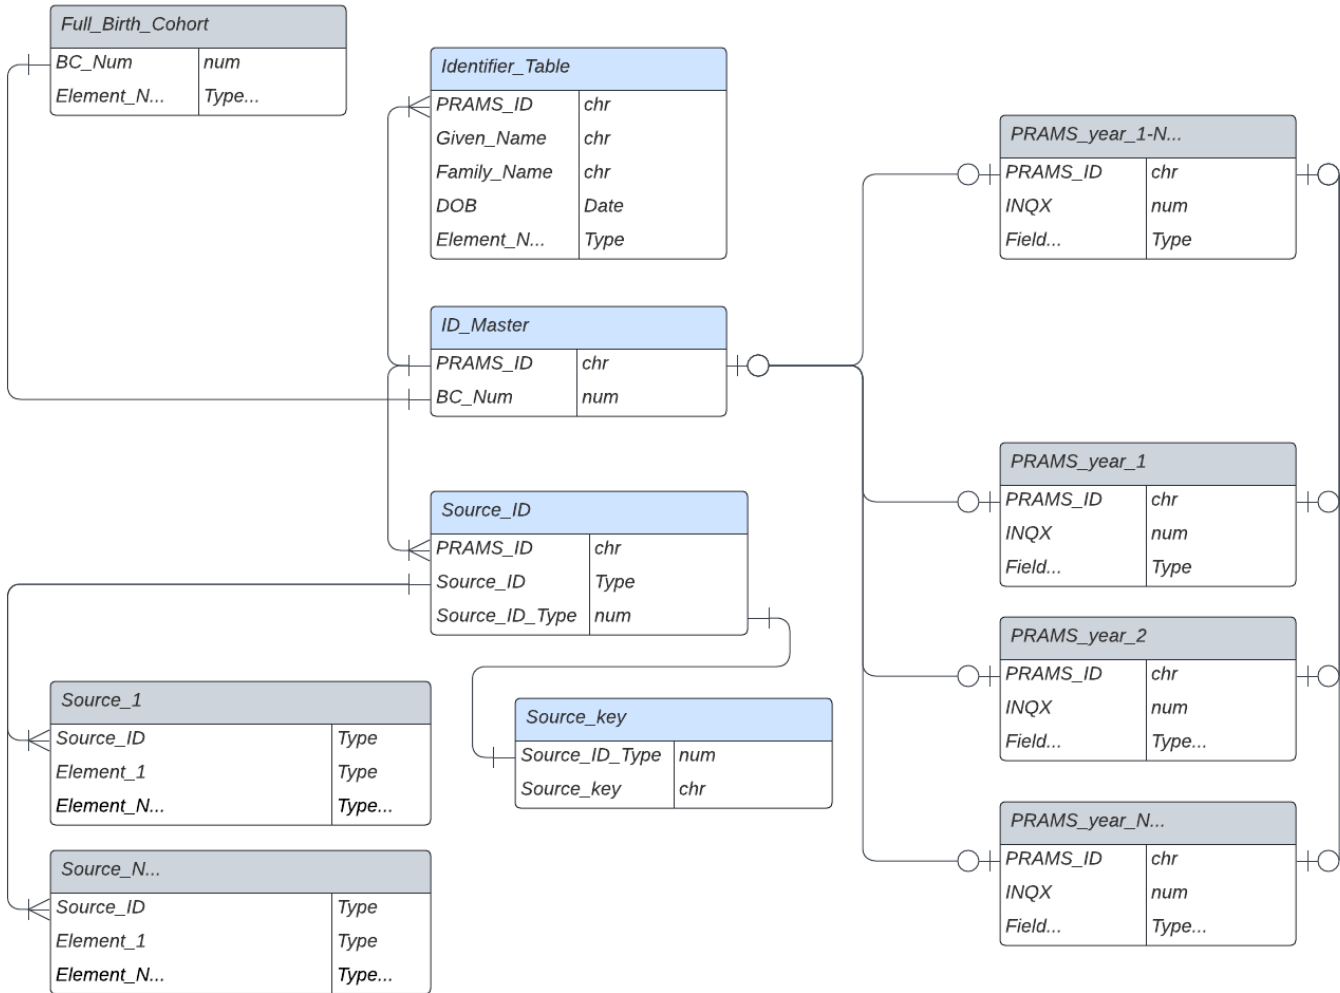 Full_Birth_Cohort
BC_Num num
Element_N... Type...
Identifier_Table
PRAMS_ID chr
Given_Name chr
Family_Name chr
DOB Date
Element_N... Type
ID_Master
PRAMS_ID chr
BC_Num num
Source_ID
PRAMS_ID chr
Source_ID Type
Source_ID_Type num
Source_key
Source_ID_Type num
Source_key chr
Source_1
Source_ID Type
Element_1 Type
Element_N... Type...
Source_N...
Source_ID Type
Element_1 Type
Element_N... Type...
PRAMS_year_1-N...
PRAMS_ID chr
INQX num
Field... Type
PRAMS_year_1
PRAMS_ID chr
INQX num
Field... Type
PRAMS_year_2
PRAMS_ID chr
INQX num
Field... Type...
PRAMS_year_N...
PRAMS_ID chr
INQX num
Field... Type...